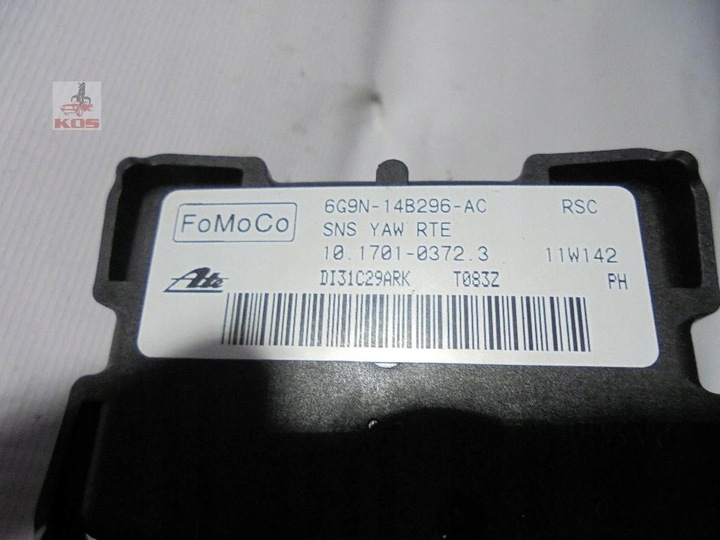 KOS
FoMoCo
6G9N-14B296-AC RSC
SNS YAW RTE
10.1701-0372.3 11W142
Ate DI31C29ARK T083Z PH